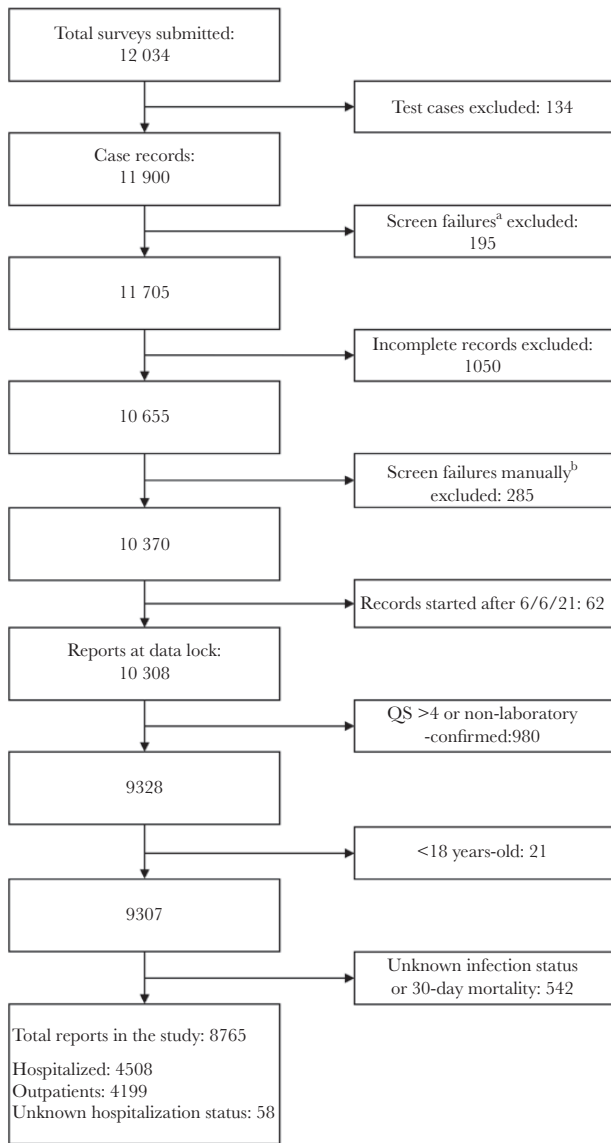 Total surveys submitted:
12 034
Test cases excluded: 134
Case records:
11 900
Screen failuresᵃ excluded:
195
11 705
Incomplete records excluded:
1050
10 655
Screen failures manuallyᵇ
excluded: 285
10 370
Records started after 6/6/21: 62
Reports at data lock:
10 308
QS >4 or non-laboratory
-confirmed:980
9328
<18 years-old: 21
9307
Unknown infection status
or 30-day mortality: 542
Total reports in the study: 8765
Hospitalized: 4508
Outpatients: 4199
Unknown hospitalization status: 58